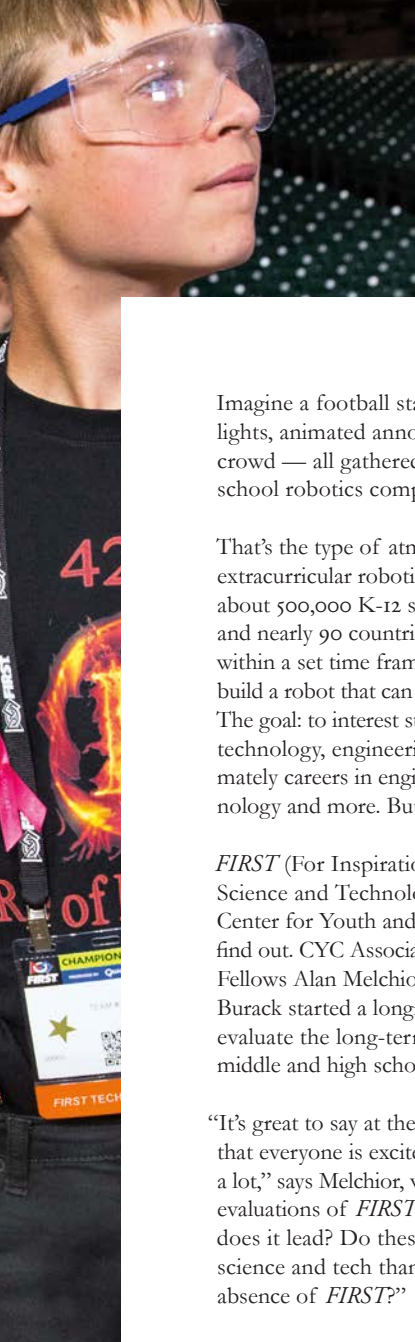 42
R of
FIRST
FIRST
CHAMPION
FIRST TECH
Imagine a football sta
lights, animated anno
crowd — all gathered
school robotics comp
That's the type of atm
extracurricular roboti
about 500,000 K-12 s
and nearly 90 countri
within a set time fram
build a robot that can
The goal: to interest st
technology, engineeri
mately careers in engi
nology and more. But
FIRST (For Inspiratio
Science and Technolo
Center for Youth and
find out. CYC Associa
Fellows Alan Melchio
Burack started a long
evaluate the long-terr
middle and high scho
“It’s great to say at the
that everyone is excite
a lot,” says Melchior, v
evaluations of FIRST
does it lead? Do thes
science and tech than
absence of FIRST?”